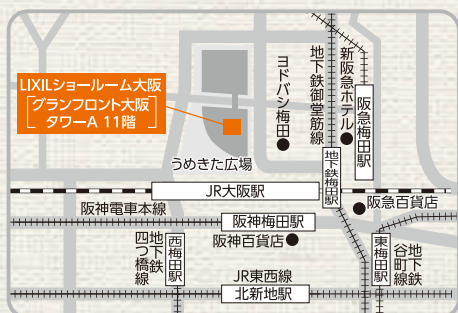 LIXILショールーム大阪
グランフロント大阪
タワーA 11階
うめきた広場
ヨドバシ梅田
地下鉄御堂筋線
新阪急ホテル
阪急梅田駅
地下鉄梅田駅
JR大阪駅
阪急百貨店
阪神電車本線
阪神梅田駅
阪神百貨店
地下鉄
四つ橋線
西梅田駅
東梅田駅
地下鉄
谷町線
JR東西線
北新地駅